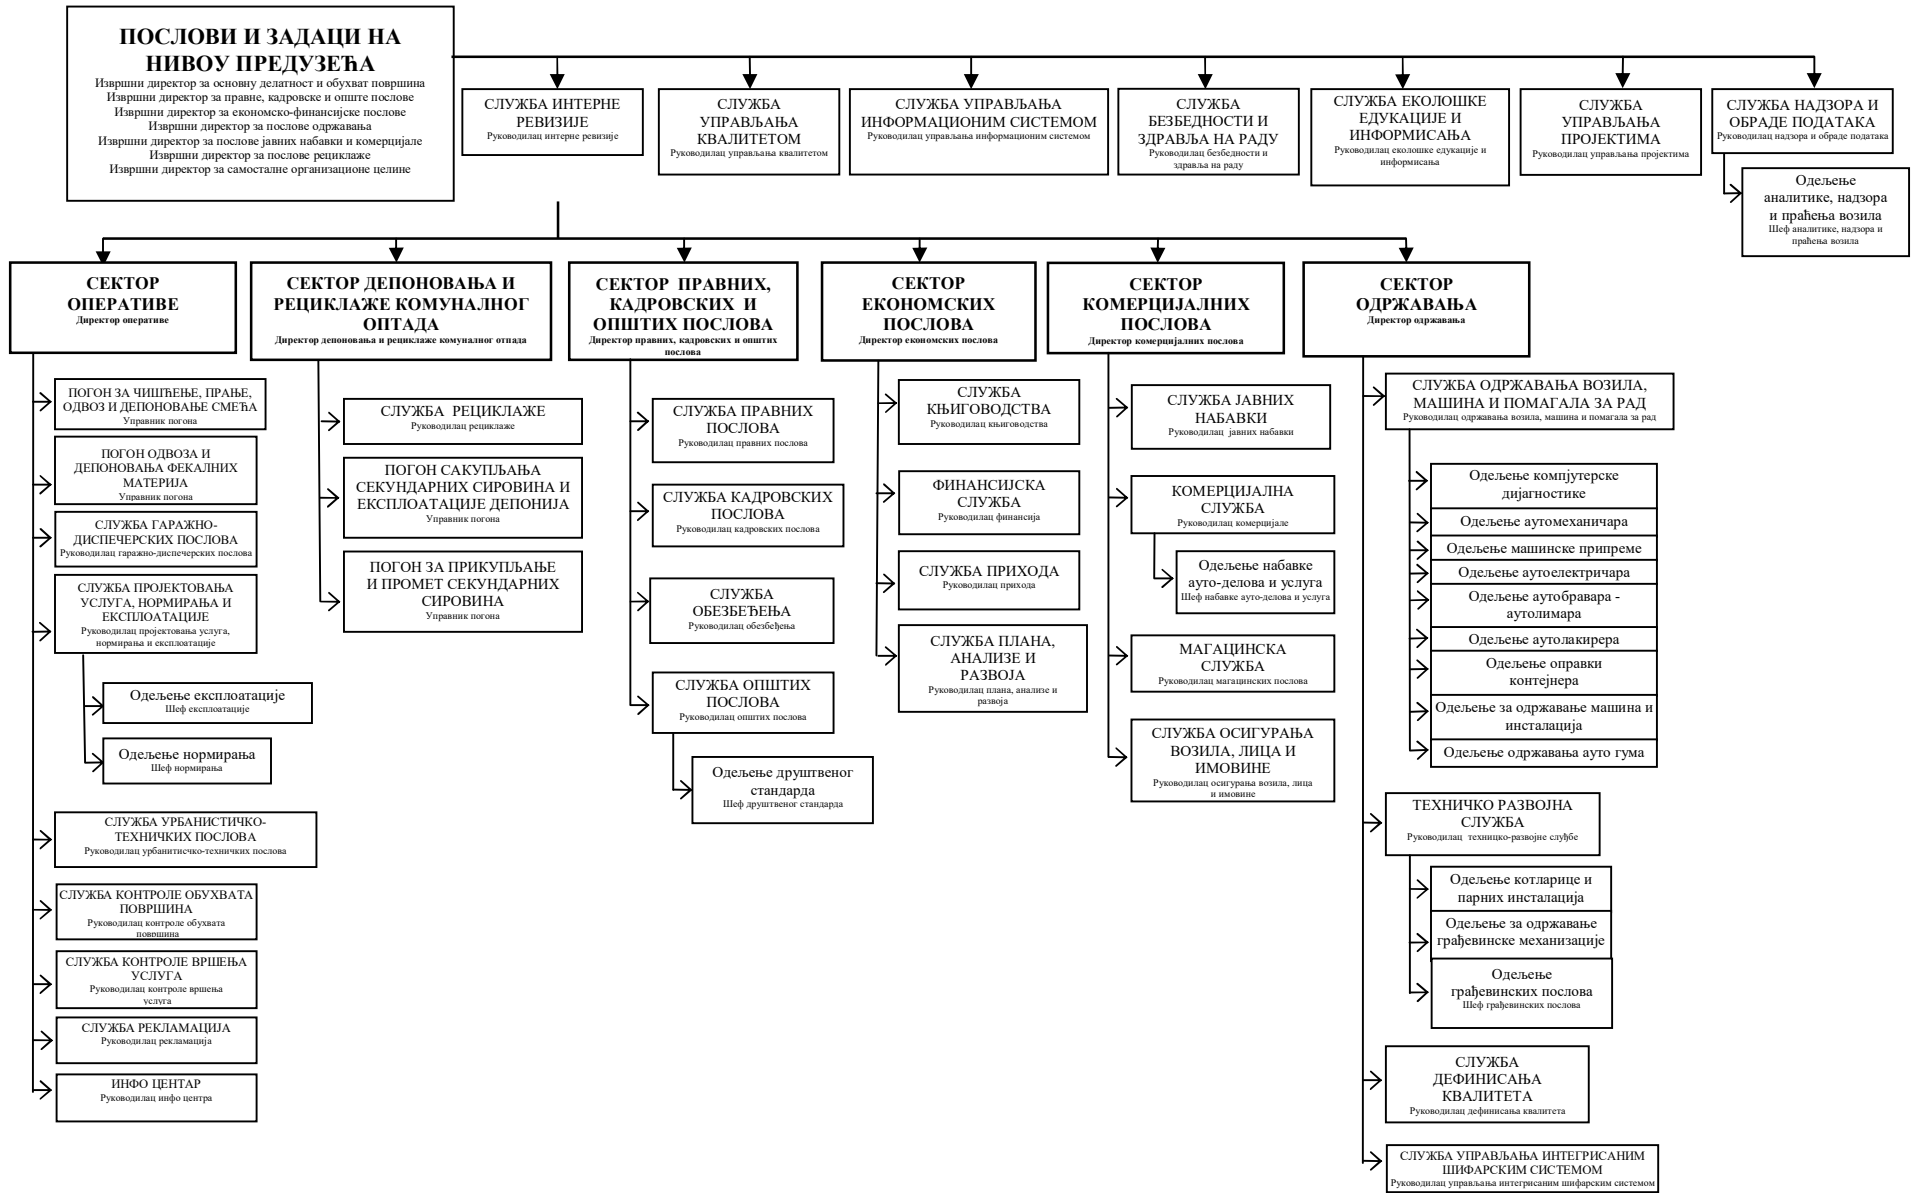 ПОСЛОВИ И ЗАДАЦИ НА
НИВОУ ПРЕДУЗЕЋА
Извршни директор за основну делатност и обухват површина
Извршни директор за правне, кадровске и опште послове
Извршни директор за економско-финансијске послове
Извршни директор за послове одржавања
Извршни директор за послове јавних набавки и комерцијале
Извршни директор за послове рециклаже
Извршни директор за самосталне организационе целине
СЛУЖБА ИНТЕРНЕ
РЕВИЗИЈЕ
Руководилац интерне ревизије
СЛУЖБА
УПРАВЉАЊА
КВАЛИТЕТОМ
Руководилац управљања квалитетом
СЛУЖБА УПРАВЉАЊА
ИНФОРМАЦИОНИМ СИСТЕМОМ
Руководилац управљања информационим системом
СЛУЖБА
БЕЗБЕДНОСТИ И
ЗДРАВЉА НА РАДУ
Руководилац безбедности и
здравља на раду
СЛУЖБА ЕКОЛОШКЕ
ЕДУКАЦИЈЕ И
ИНФОРМИСАЊА
Руководилац еколошке едукације и
информисања
СЛУЖБА
УПРАВЉАЊА
ПРОЈЕКТИМА
Руководилац управљања пројектима
СЛУЖБА НАДЗОРА И
ОБРАДЕ ПОДАТАКА
Руководилац надзора и обраде података
Одељење
аналитике, надзора
и праћења возила
Шеф аналитике, надзора и
праћења возила
СЕКТОР
ОПЕРАТИВЕ
Директор оперативе
ПОГОН ЗА ЧИШЋЕЊЕ, ПРАЊЕ,
ОДВОЗ И ДЕПОНОВАЊЕ СМЕЋА
Управник погона
ПОГОН ОДВОЗА И
ДЕПОНОВАЊА ФЕКАЛНИХ
МАТЕРИЈА
Управник погона
СЛУЖБА ГАРАЖНО-
ДИСПЕЧЕРСКИХ ПОСЛОВА
Руководилац гаражно-диспечерских послова
СЛУЖБА ПРОЈЕКТОВАЊА
УСЛУГА, НОРМИРАЊА И
ЕКСПЛОАТАЦИЈЕ
Руководилац пројектовања услуга,
нормирања и експлоатације
Одељење експлоатације
Шеф експлоатације
Одељење нормирања
Шеф нормирања
СЛУЖБА УРБАНИСТИЧКО-
ТЕХНИЧКИХ ПОСЛОВА
Руководилац урбанитисчко-техничких послова
СЛУЖБА КОНТРОЛЕ ОБУХВАТА
ПОВРШИНА
Руководилац контроле обухвата
површина
СЛУЖБА КОНТРОЛЕ ВРШЕЊА
УСЛУГА
Руководилац контроле вршења
услуга
СЛУЖБА РЕКЛАМАЦИЈА
Руководилац рекламација
ИНФО ЦЕНТАР
Руководилац инфо центра
СЕКТОР ДЕПОНОВАЊА И
РЕЦИКЛАЖЕ КОМУНАЛНОГ
ОПТАДА
Директор депоновања и рециклаже комуналног отпада
СЛУЖБА РЕЦИКЛАЖЕ
Руководилац рециклаже
ПОГОН САКУПЉАЊА
СЕКУНДАРНИХ СИРОВИНА И
ЕКСПЛОАТАЦИЈЕ ДЕПОНИЈА
Управник погона
ПОГОН ЗА ПРИКУПЉАЊЕ
И ПРОМЕТ СЕКУНДАРНИХ
СИРОВИНА
Управник погона
СЕКТОР ПРАВНИХ,
КАДРОВСКИХ И
ОПШТИХ ПОСЛОВА
Директор правних, кадровских и општих
послова
СЛУЖБА ПРАВНИХ
ПОСЛОВА
Руководилац правних послова
СЛУЖБА КАДРОВСКИХ
ПОСЛОВА
Руководилац кадровских послова
СЛУЖБА
ОБЕЗБЕЂЕЊА
Руководилац обезбеђења
СЛУЖБА ОПШТИХ
ПОСЛОВА
Руководилац општих послова
Одељење друштвеног
стандарда
Шеф друштвеног стандарда
СЕКТОР
ЕКОНОМСКИХ
ПОСЛОВА
Директор економских послова
СЛУЖБА
КЊИГОВОДСТВА
Руководилац књиговодства
ФИНАНСИЈСКА
СЛУЖБА
Руководилац финансија
СЛУЖБА ПРИХОДА
Руководилац прихода
СЛУЖБА ПЛАНА,
АНАЛИЗЕ И
РАЗВОЈА
Руководилац плана, анализе и
развоја
СЕКТОР
КОМЕРЦИЈАЛНИХ
ПОСЛОВА
Директор комерцијалних послова
СЛУЖБА ЈАВНИХ
НАБАВКИ
Руководилац јавних набавки
КОМЕРЦИЈАЛНА
СЛУЖБА
Руководилац комерцијале
Одељење набавке
ауто-делова и услуга
Шеф набавке ауто-делова и услуга
МАГАЦИНСКА
СЛУЖБА
Руководилац магацинских послова
СЛУЖБА ОСИГУРАЊА
ВОЗИЛА, ЛИЦА И
ИМОВИНЕ
Руководилац осигурања возила, лица
и имовине
СЕКТОР
ОДРЖАВАЊА
Директор одржавања
СЛУЖБА ОДРЖАВАЊА ВОЗИЛА,
МАШИНА И ПОМАГАЛА ЗА РАД
Руководилац одржавања возила, машина и помагала за рад
Одељење компјутерске
дијагностике
Одељење аутомеханичара
Одељење машинске припреме
Одељење аутоелектричара
Одељење аутобравара -
аутолимара
Одељење аутолакирера
Одељење оправки
контејнера
Одељење за одржавање машина и
инсталација
Одељење одржавања ауто гума
ТЕХНИЧКО РАЗВОЈНА
СЛУЖБА
Руководилац техницко-развојне слуђбе
Одељење котларице и
парних инсталација
Одељење за одржавање
грађевинске механизације
Одељење
грађевинских послова
Шеф грађевинских послова
СЛУЖБА
ДЕФИНИСАЊА
КВАЛИТЕТА
Руководилац дефинисања квалитета
СЛУЖБА УПРАВЉАЊА ИНТЕГРИСАНИМ
ШИФАРСКИМ СИСТЕМОМ
Руководилац управљања интегрисаним шифарским системом